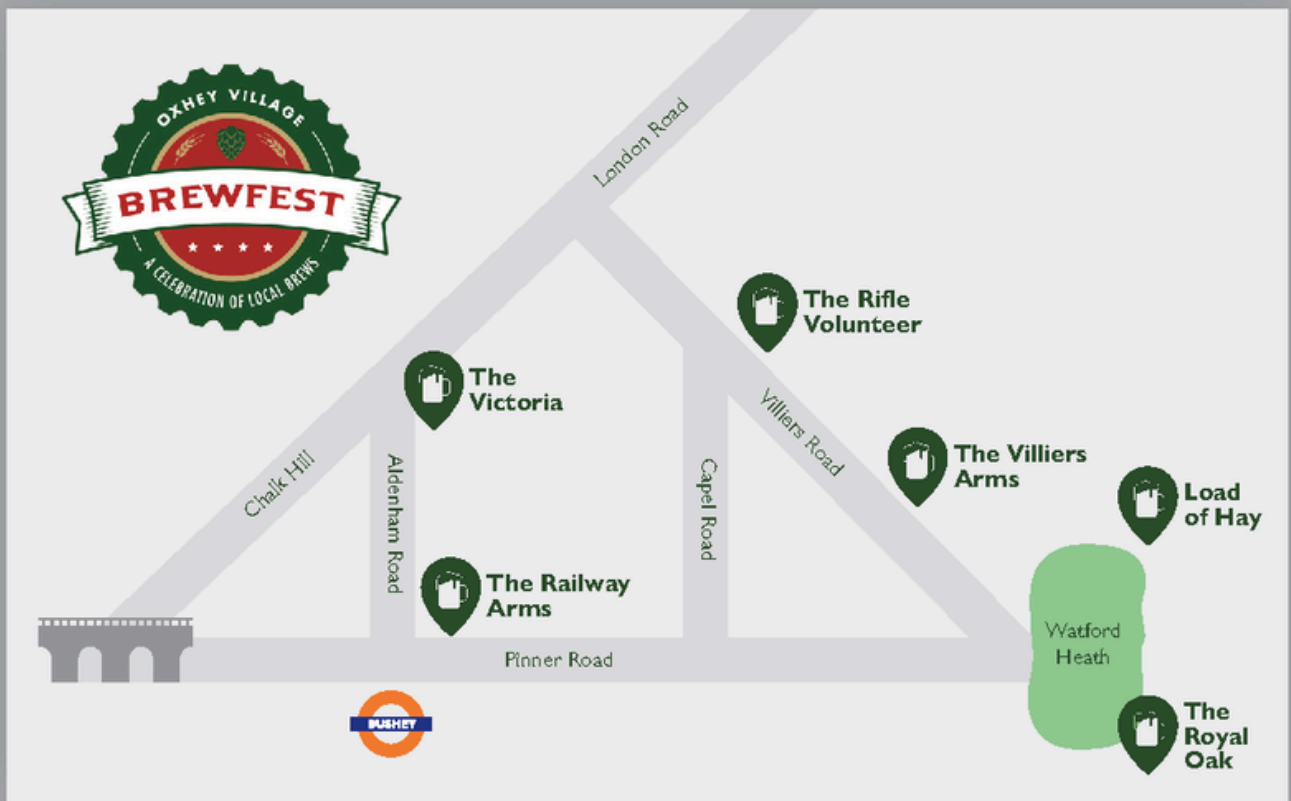 OXHEY VILLAGE
BREWFEST
A CELEBRATION OF LOCAL BREWS
London Road
The Rifle
Volunteer
The
Victoria
Villiers Road
Chalk Hill
Aldenham Road
Capel Road
The Villiers
Arms
Load
of Hay
The Railway
Arms
Watford
Heath
Pinner Road
BUSHEY
The
Royal
Oak